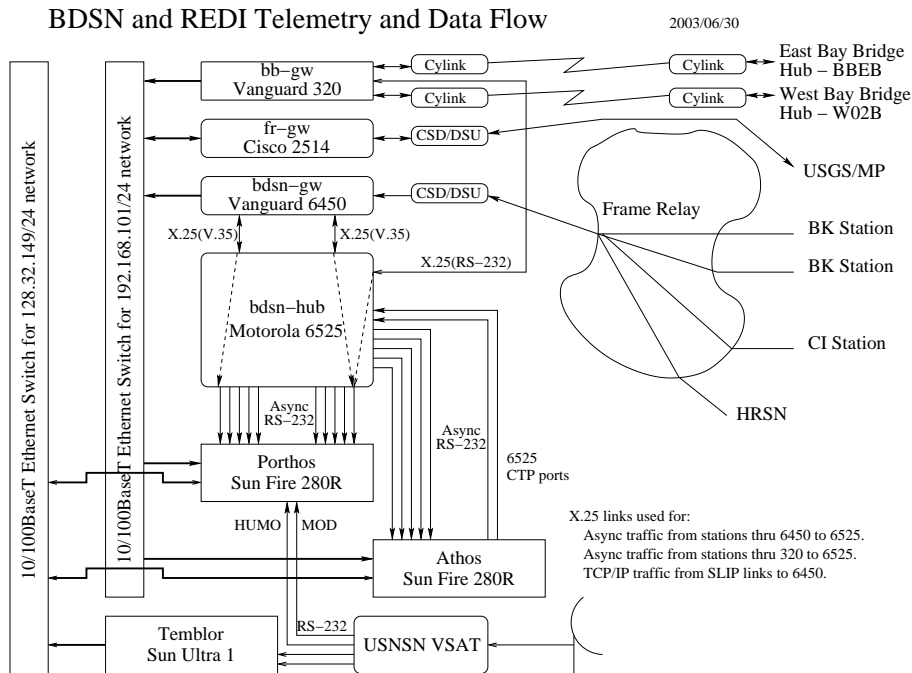 BDSN and REDI Telemetry and Data Flow
2003/06/30
10/100BaseT Ethernet Switch for 128.32.149/24 network
10/100BaseT Ethernet Switch for 192.168.101/24 network
bb-gw
Vanguard 320
Cylink
Cylink
East Bay Bridge
Hub - BBEB
Cylink
Cylink
West Bay Bridge
Hub - W02B
fr-gw
Cisco 2514
CSD/DSU
USGS/MP
bdsn-gw
Vanguard 6450
CSD/DSU
Frame Relay
BK Station
BK Station
CI Station
HRSN
X.25(V.35)
X.25(V.35)
X.25(RS-232)
bdsn-hub
Motorola 6525
Async
RS-232
Async
RS-232
6525
CTP ports
Porthos
Sun Fire 280R
HUMO
MOD
Athos
Sun Fire 280R
X.25 links used for:
Async traffic from stations thru 6450 to 6525.
Async traffic from stations thru 320 to 6525.
TCP/IP traffic from SLIP links to 6450.
RS-232
Temblor
Sun Ultra 1
USNSN VSAT